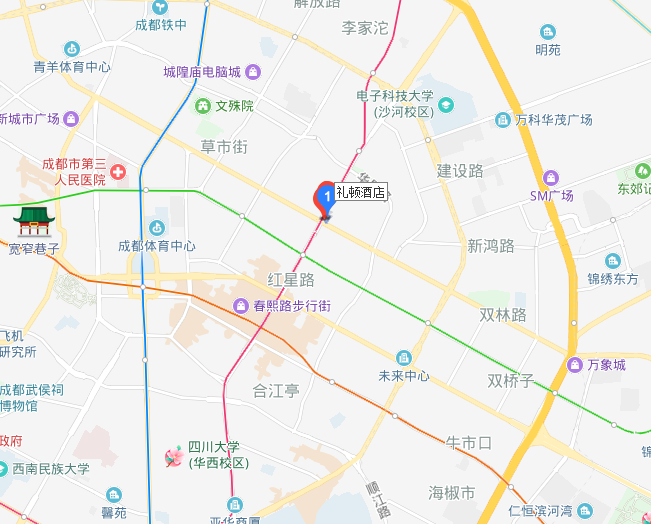 解放路
成都铁中
李家沱
明苑
青羊体育中心
城隍庙电脑城
电子科技大学
(沙河校区)
文殊院
新城市广场
万科华茂广场
草市街
成都市第三
人民医院
建设路
SM广场
东郊记
1
礼顿酒店
宽窄巷子
成都体育中心
新鸿路
锦绣东方
红星路
春熙路步行街
双林路
飞机
研究所
未来中心
万象城
双桥子
成都武侯祠
博物馆
合江亭
政府
四川大学
(华西校区)
牛市口
锦
西南民族大学
顺江路
海椒市
馨苑
亚华商厦
仁恒滨河湾